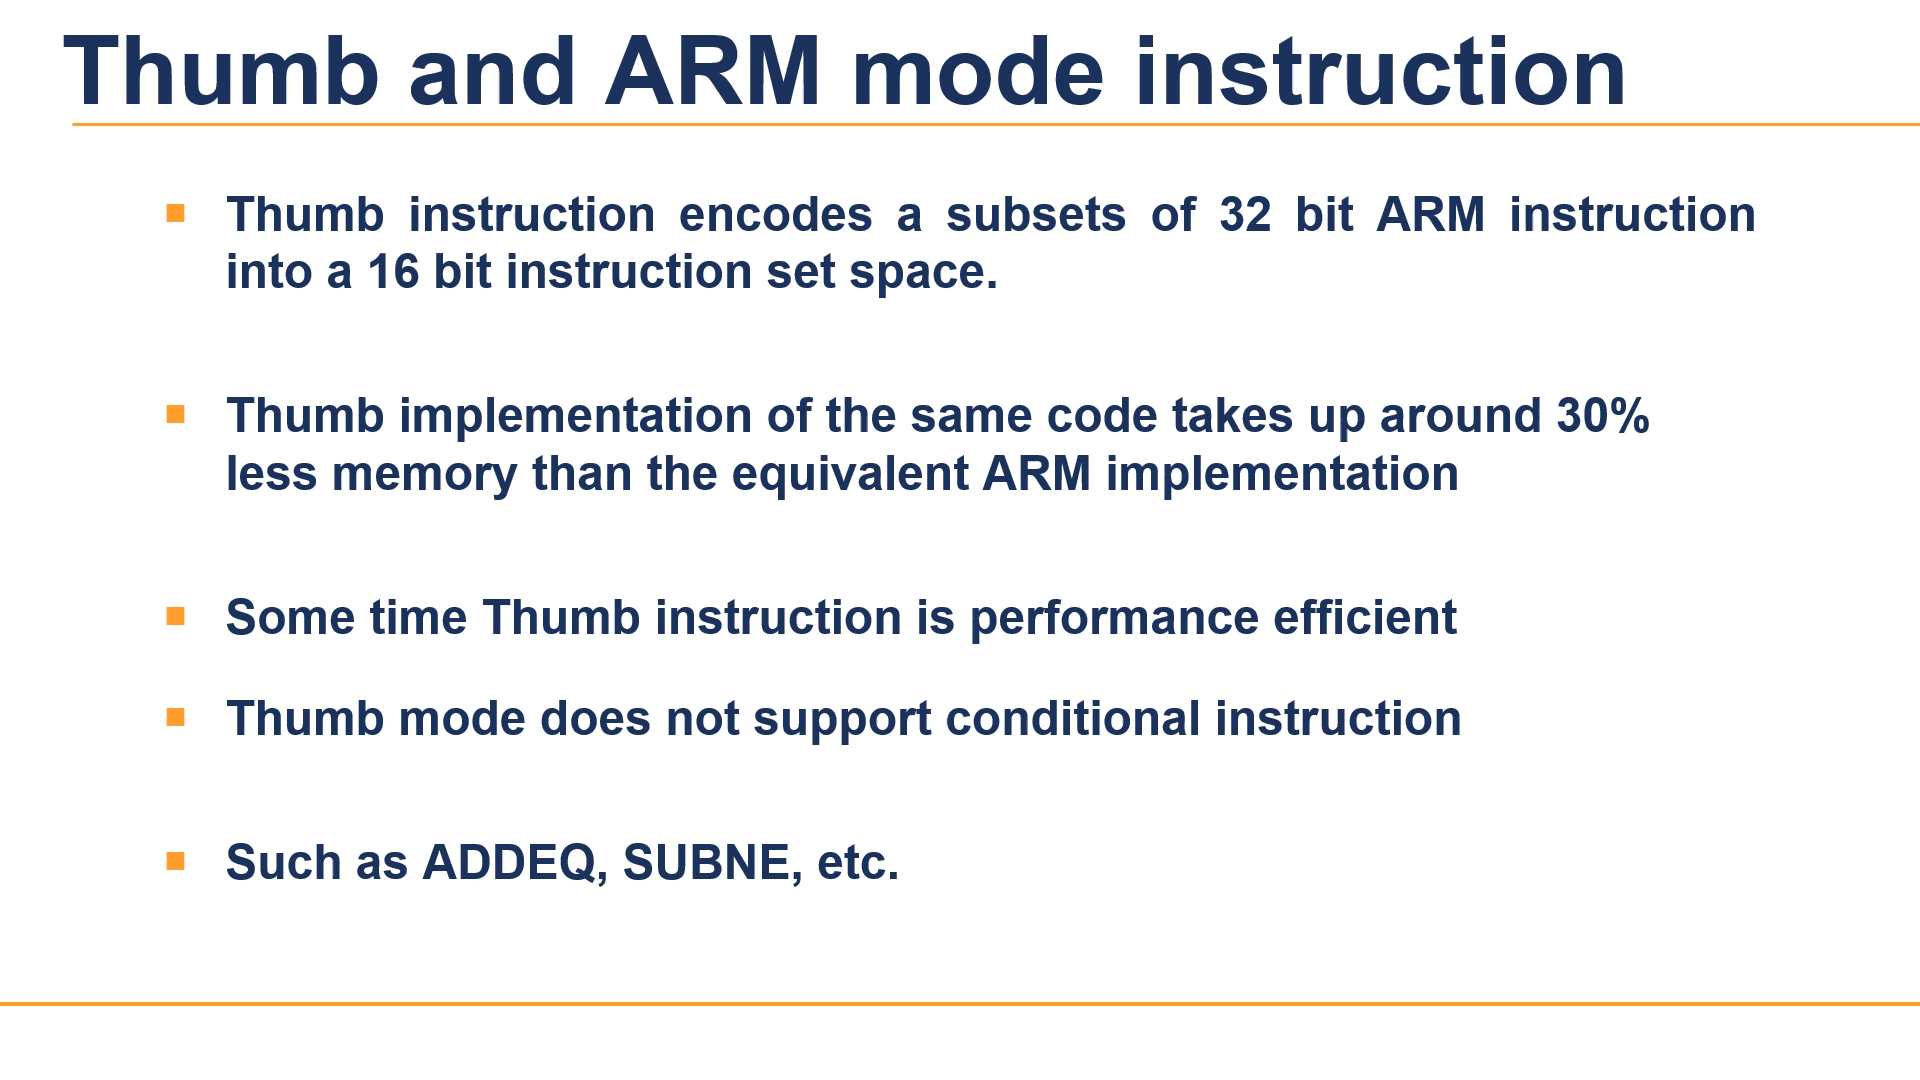 Thumb and ARM mode instruction
Thumb instruction encodes a subsets of 32 bit ARM instruction
into a 16 bit instruction set space.
Thumb implementation of the same code takes up around 30%
less memory than the equivalent ARM implementation
Some time Thumb instruction is performance efficient
Thumb mode does not support conditional instruction
Such as ADDEQ, SUBNE, etc.